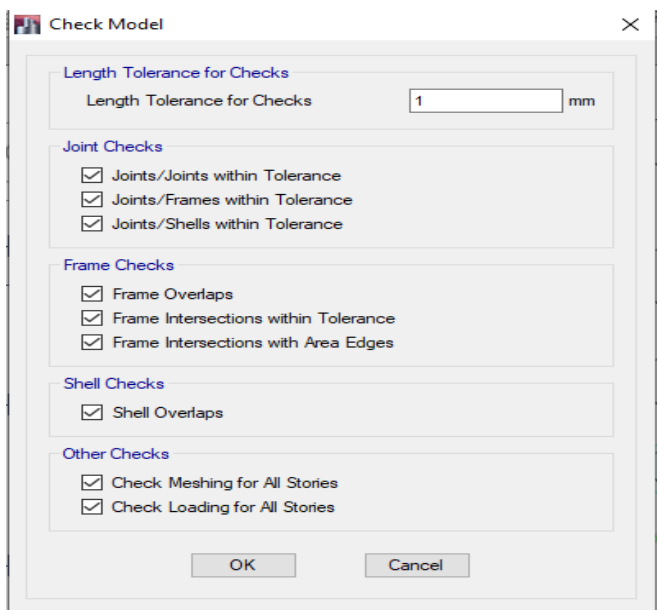 Check Model
Length Tolerance for Checks
Length Tolerance for Checks 1 mm
Joint Checks
Joints/Joints within Tolerance
Joints/Frames within Tolerance
Joints/Shells within Tolerance
Frame Checks
Frame Overlaps
Frame Intersections within Tolerance
Frame Intersections with Area Edges
Shell Checks
Shell Overlaps
Other Checks
Check Meshing for All Stories
Check Loading for All Stories
OK Cancel